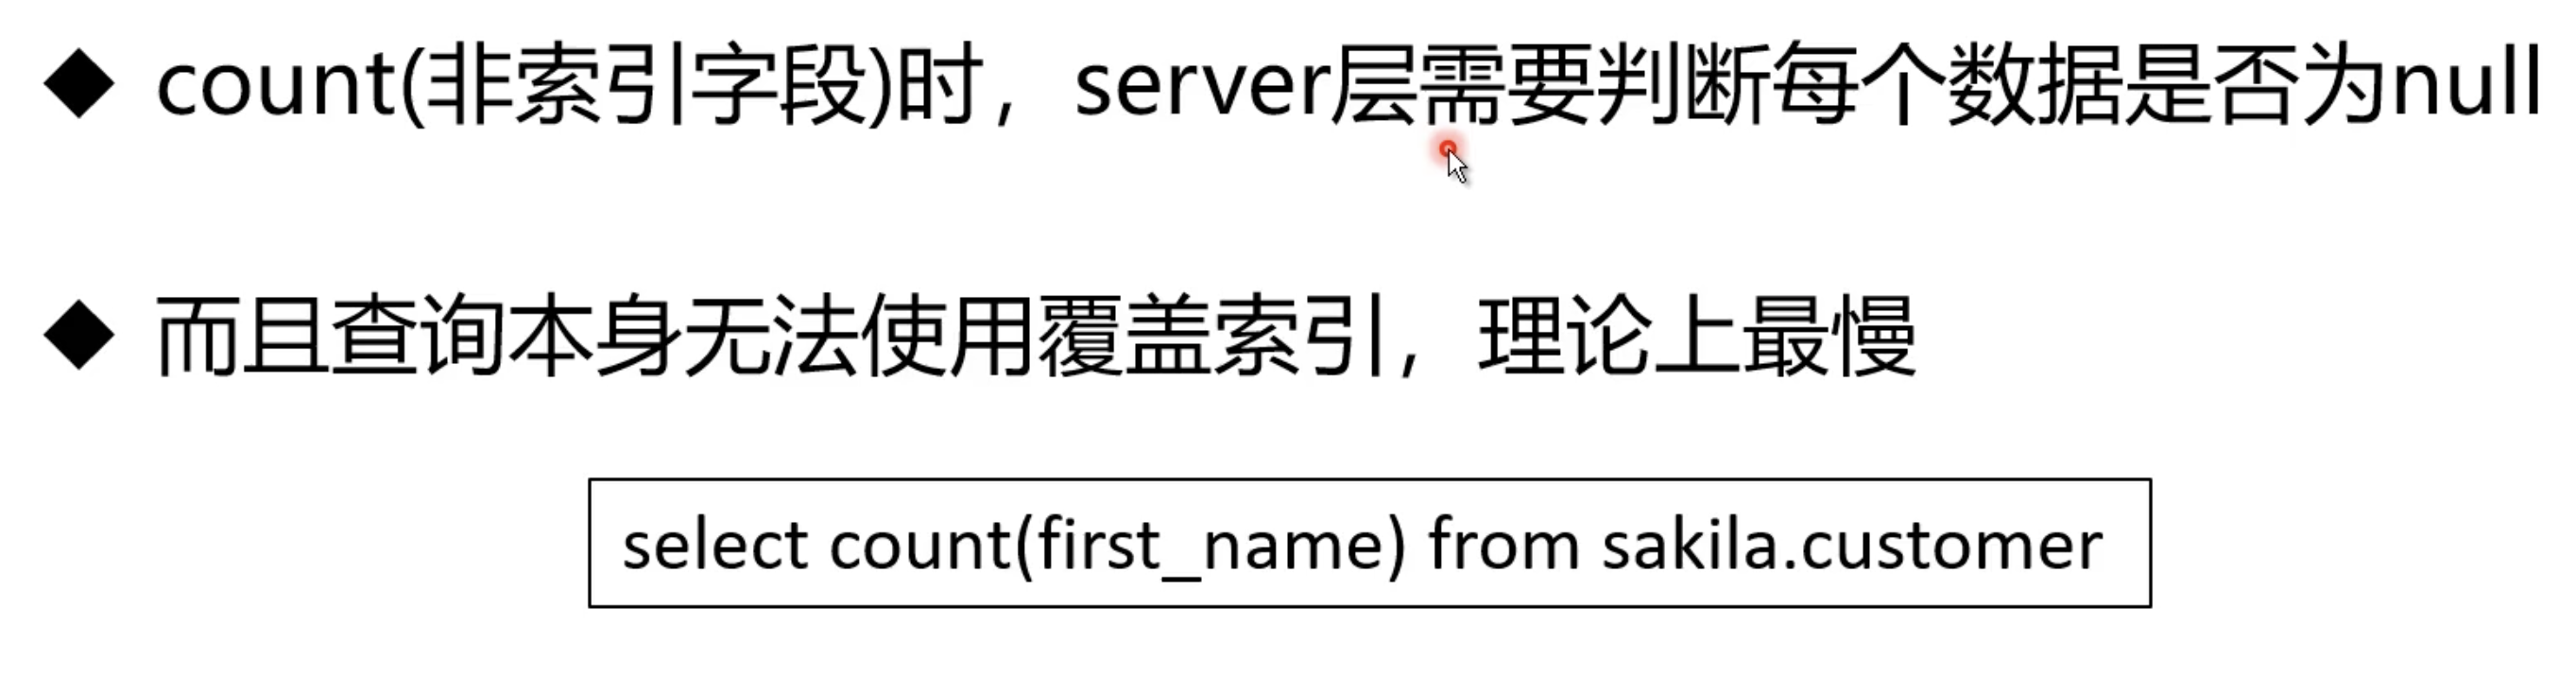 count(非索引字段)时，server层需要判断每个数据是否为null
而且查询本身无法使用覆盖索引，理论上最慢
select count(first_name) from sakila.customer